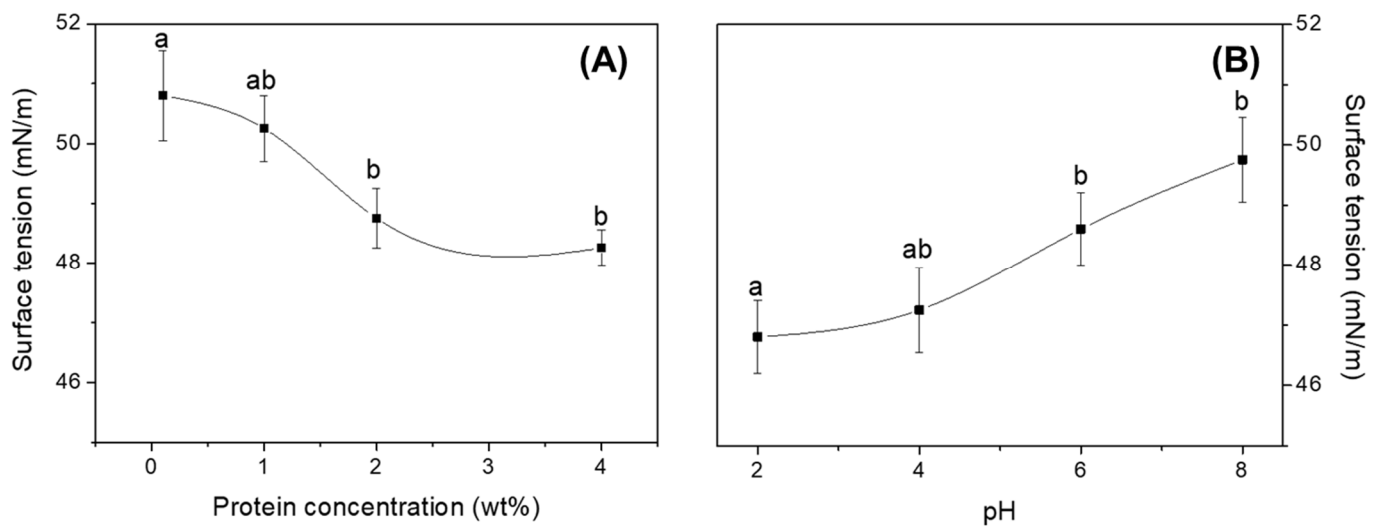 52
50
48
46
Surface tension (mN/m)
a
ab
b
b
(A)
0 1 2 3 4
Protein concentration (wt%)
a
ab
b
b
(B)
52
50
48
46
Surface tension (mN/m)
2 4 6 8
pH